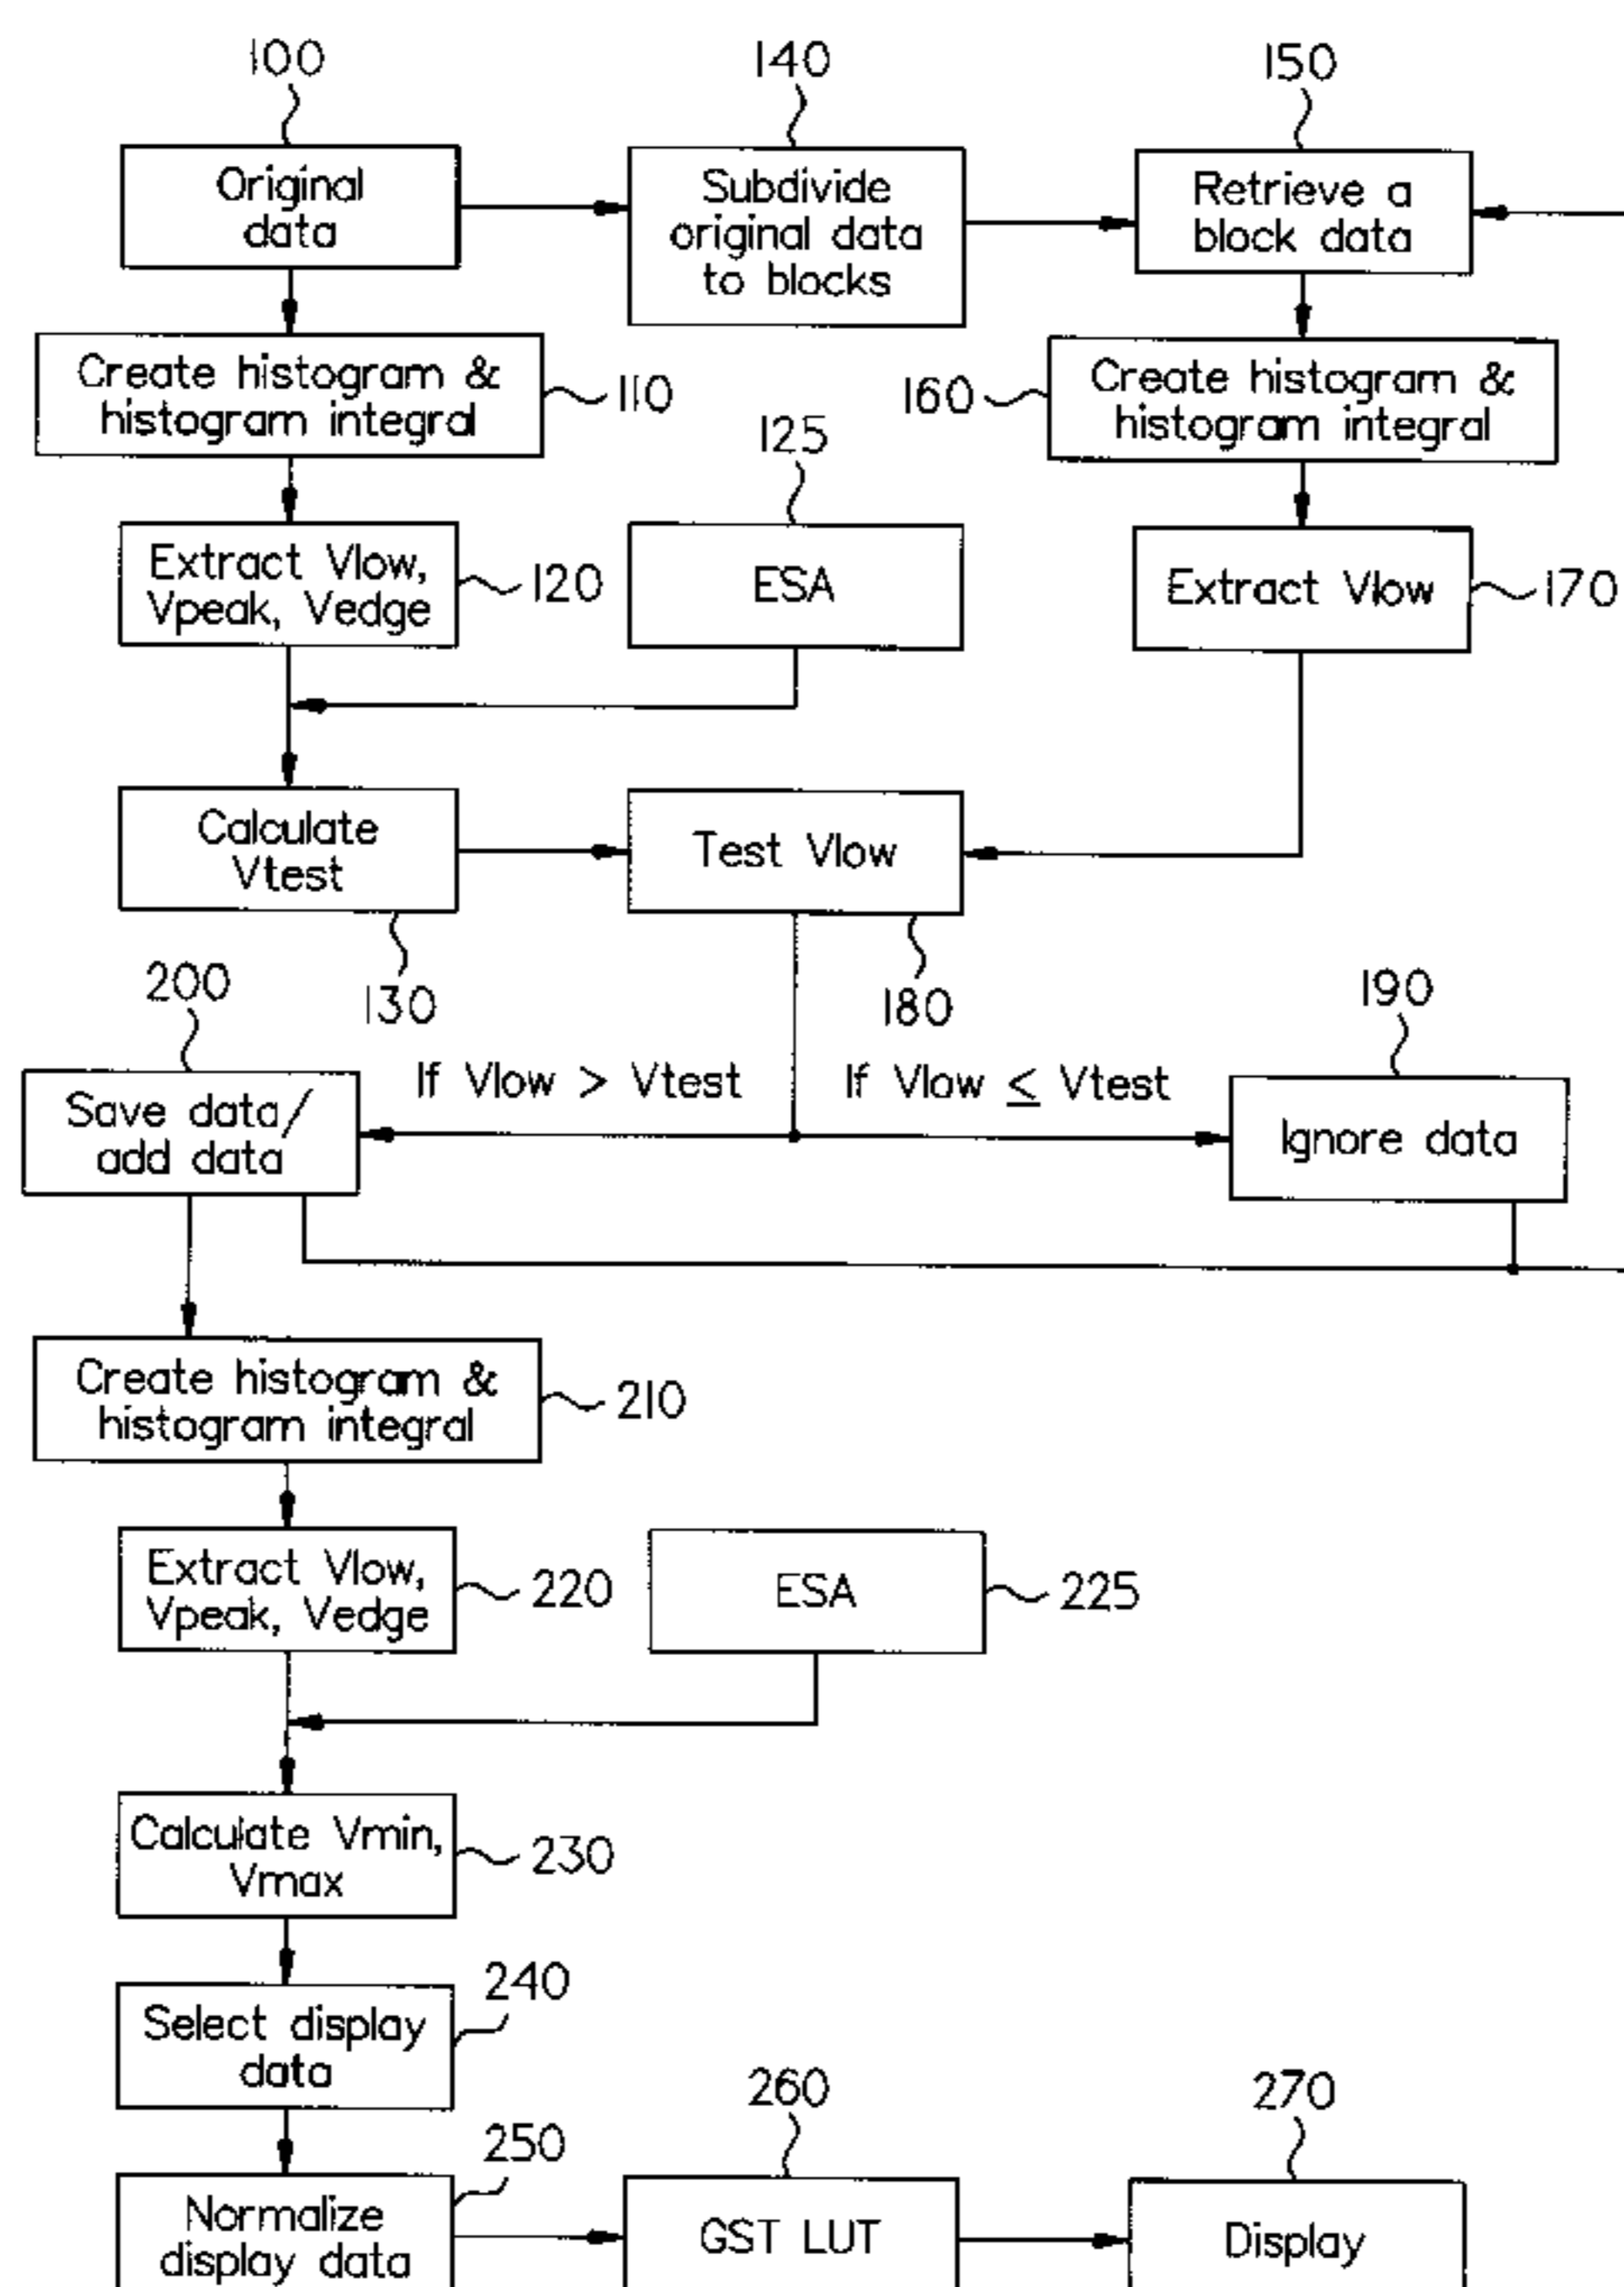 100
140
150
Original
data
Subdivide
original data
to blocks
Retrieve a
block data
Create histogram &
histogram integral
110
160
Create histogram &
histogram integral
125
Extract Vlow,
Vpeak, Vedge
120
ESA
Extract Vlow
170
Calculate
Vtest
Test Vlow
130
180
200
190
If Vlow > Vtest
If Vlow ≤ Vtest
Save data/
add data
Ignore data
Create histogram &
histogram integral
210
Extract Vlow,
Vpeak, Vedge
220
ESA
225
Calculate Vmin,
Vmax
230
240
Select display
data
250
260
270
Normalize
display data
GST LUT
Display